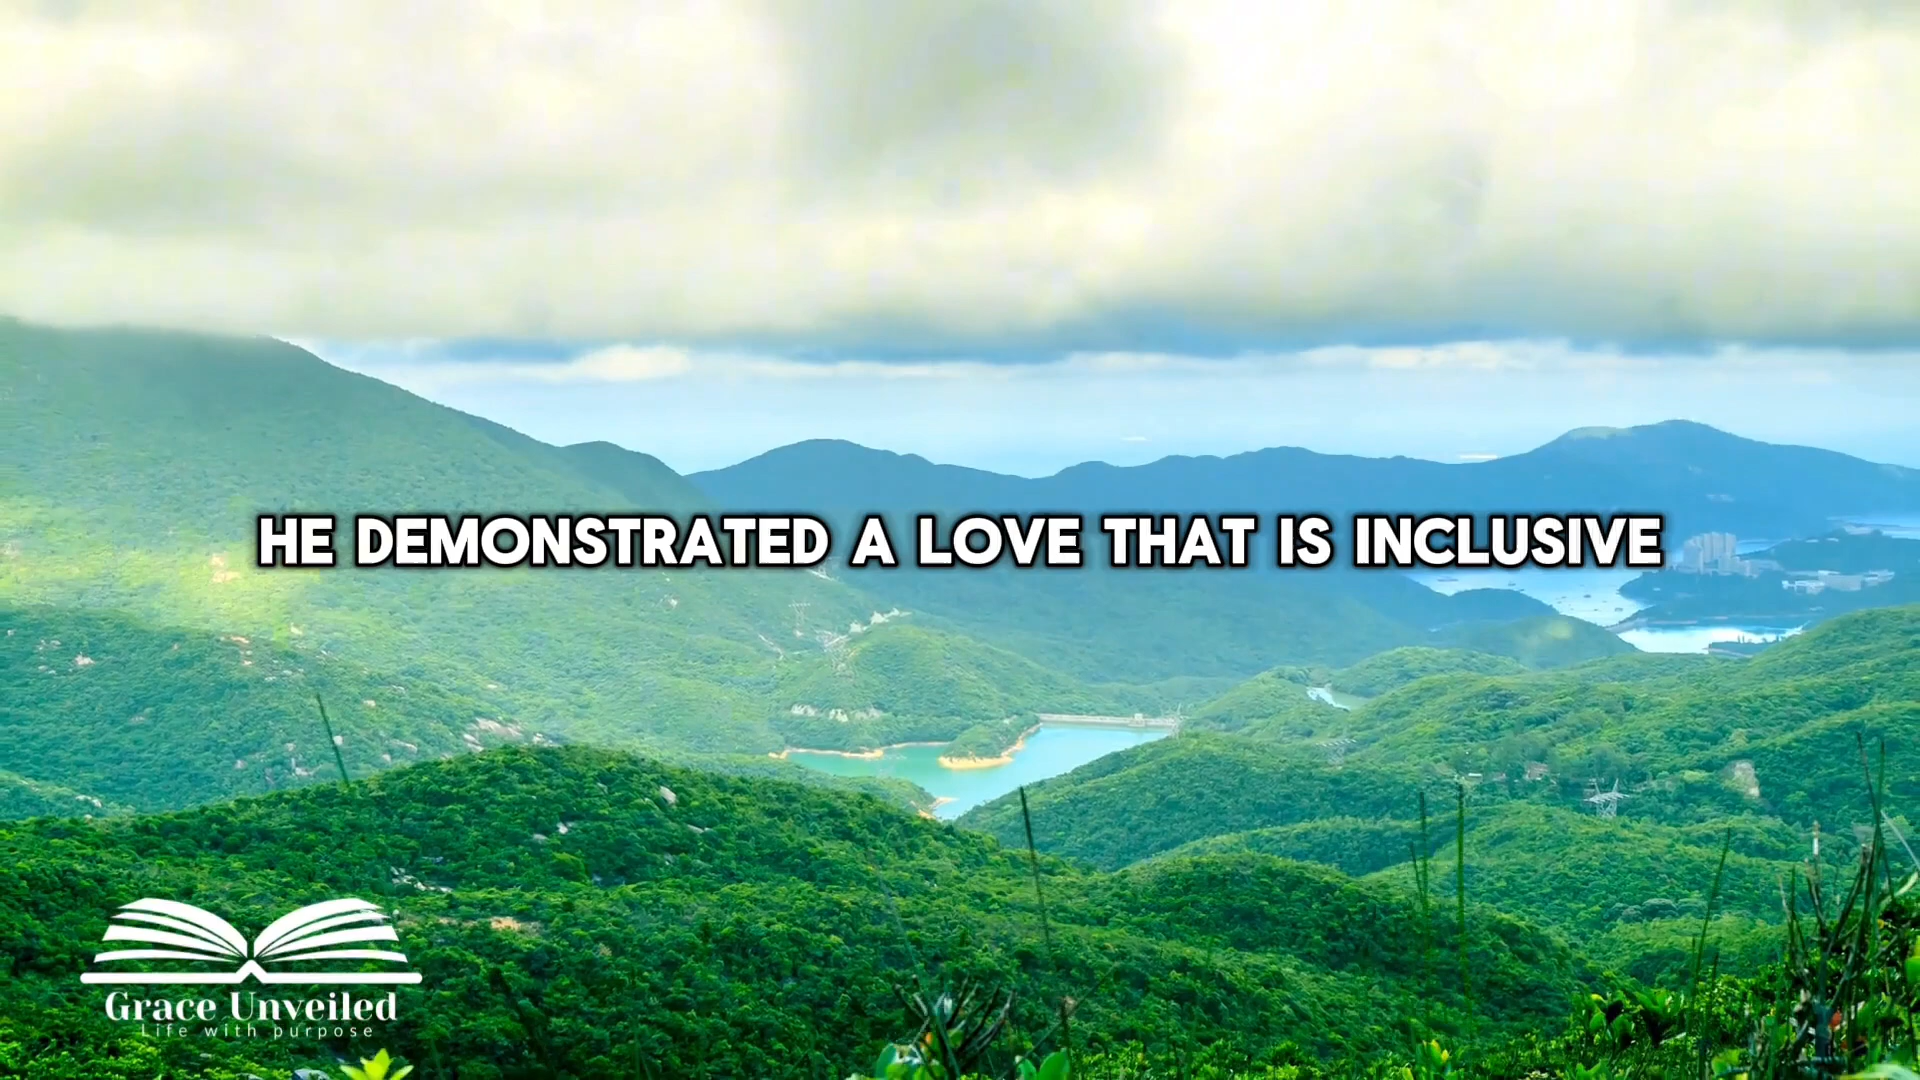 HE DEMONSTRATED A LOVE THAT IS INCLUSIVE
Grace Unveiled
Life with purpose